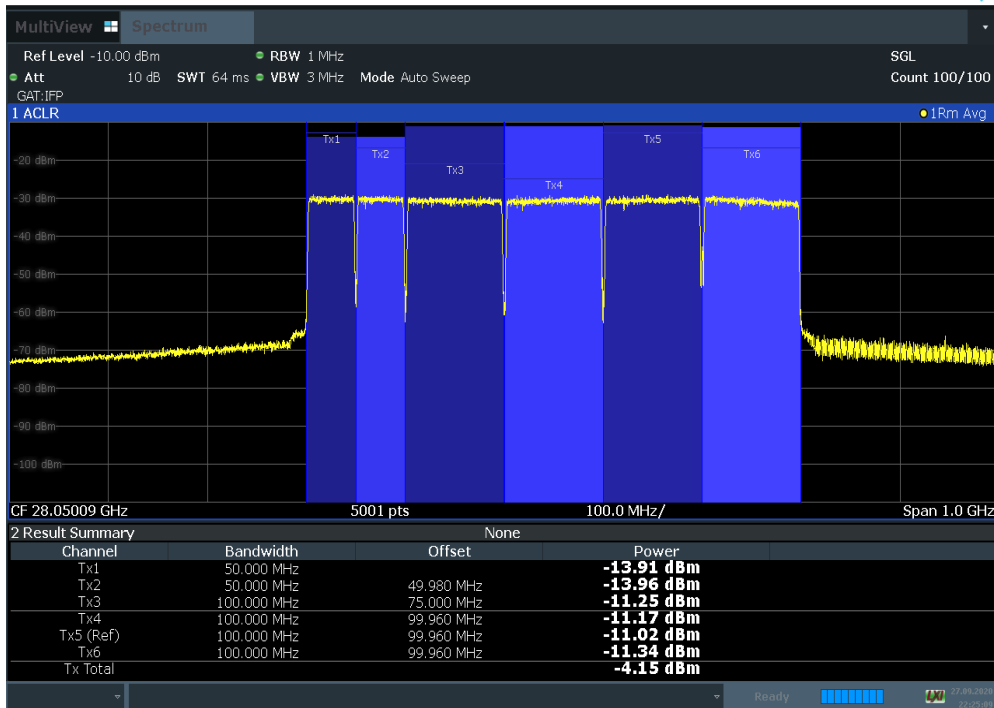 MultiView Spectrum
Ref Level -10.00 dBm RBW 1 MHz SGL
Att 10 dB SWT 64 ms VBW 3 MHz Mode Auto Sweep Count 100/100
GAT:IFP
1 ACLR 1Rm Avg
Tx1 Tx5
Tx2 Tx6
-20 dBm
Tx3
Tx4
-30 dBm
-40 dBm
-50 dBm
-60 dBm
-70 dBm
-80 dBm
-90 dBm
-100 dBm
CF 28.05009 GHz 5001 pts 100.0 MHz/ Span 1.0 GHz
2 Result Summary None
Channel Bandwidth Offset Power
Tx1 50.000 MHz -13.91 dBm
Tx2 50.000 MHz 49.980 MHz -13.96 dBm
Tx3 100.000 MHz 75.000 MHz -11.25 dBm
Tx4 100.000 MHz 99.960 MHz -11.17 dBm
Tx5 (Ref) 100.000 MHz 99.960 MHz -11.02 dBm
Tx6 100.000 MHz 99.960 MHz -11.34 dBm
Tx Total -4.15 dBm
Ready LXI 27.09.2020
22:25:09